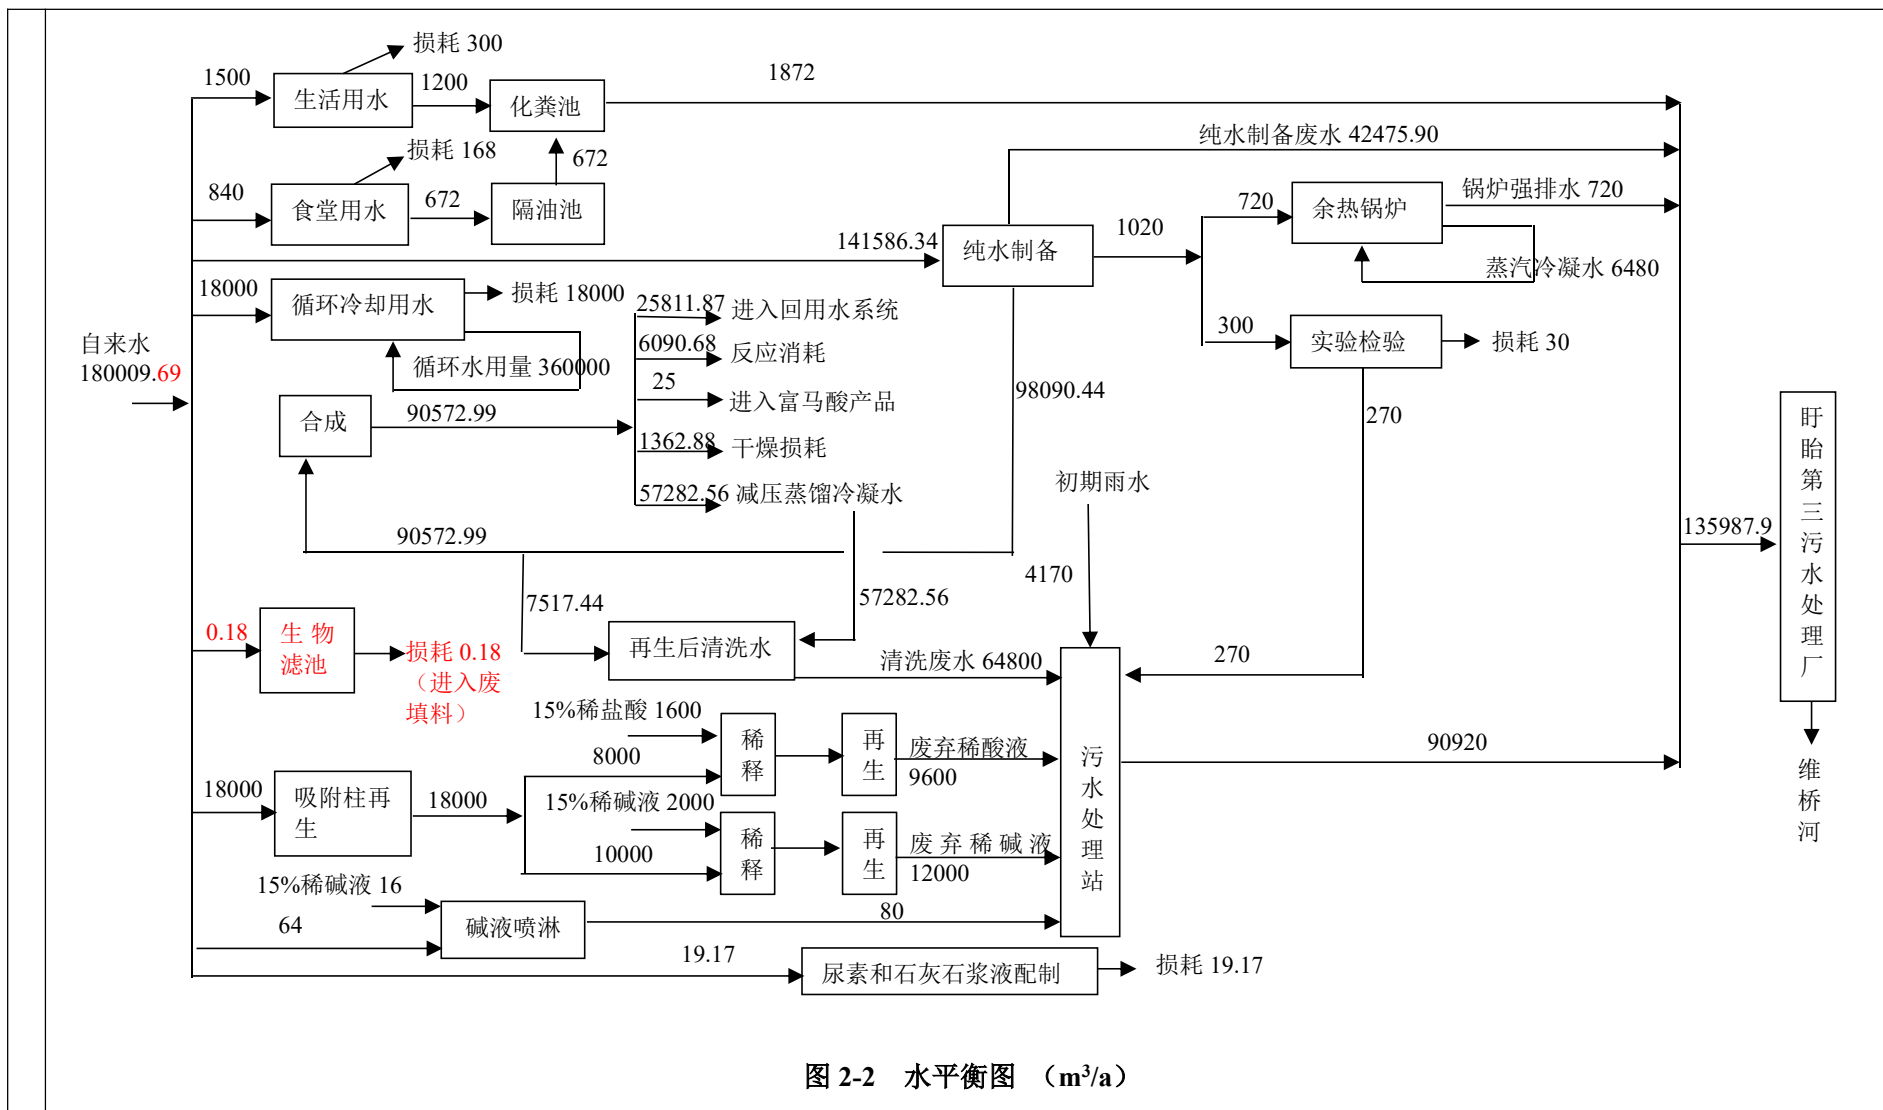 损耗 300
1500
生活用水
1200
化粪池
1872
纯水制备废水 42475.90
损耗 168
672
840
食堂用水
672
隔油池
720
余热锅炉
锅炉强排水 720
141586.34
纯水制备
1020
蒸汽冷凝水 6480
18000
循环冷却用水
损耗 18000
循环水用量 360000
25811.87
进入回用水系统
300
实验检验
损耗 30
自来水
180009.69
6090.68
反应消耗
25
进入富马酸产品
98090.44
270
合成
90572.99
1362.88
干燥损耗
57282.56
减压蒸馏冷凝水
初期雨水
盱眙第三污水处理厂
135987.9
90572.99
4170
7517.44
57282.56
0.18
生 物
滤池
损耗 0.18
（进入废
填料）
再生后清洗水
清洗废水 64800
270
15%稀盐酸 1600
稀释
再生
废弃稀酸液
9600
8000
污水处理站
90920
维桥河
18000
吸附柱再
生
18000
15%稀碱液 2000
稀释
再生
废 弃 稀 碱 液
12000
10000
15%稀碱液 16
64
碱液喷淋
80
19.17
尿素和石灰石浆液配制
损耗 19.17
图 2-2 水平衡图 （m³/a）